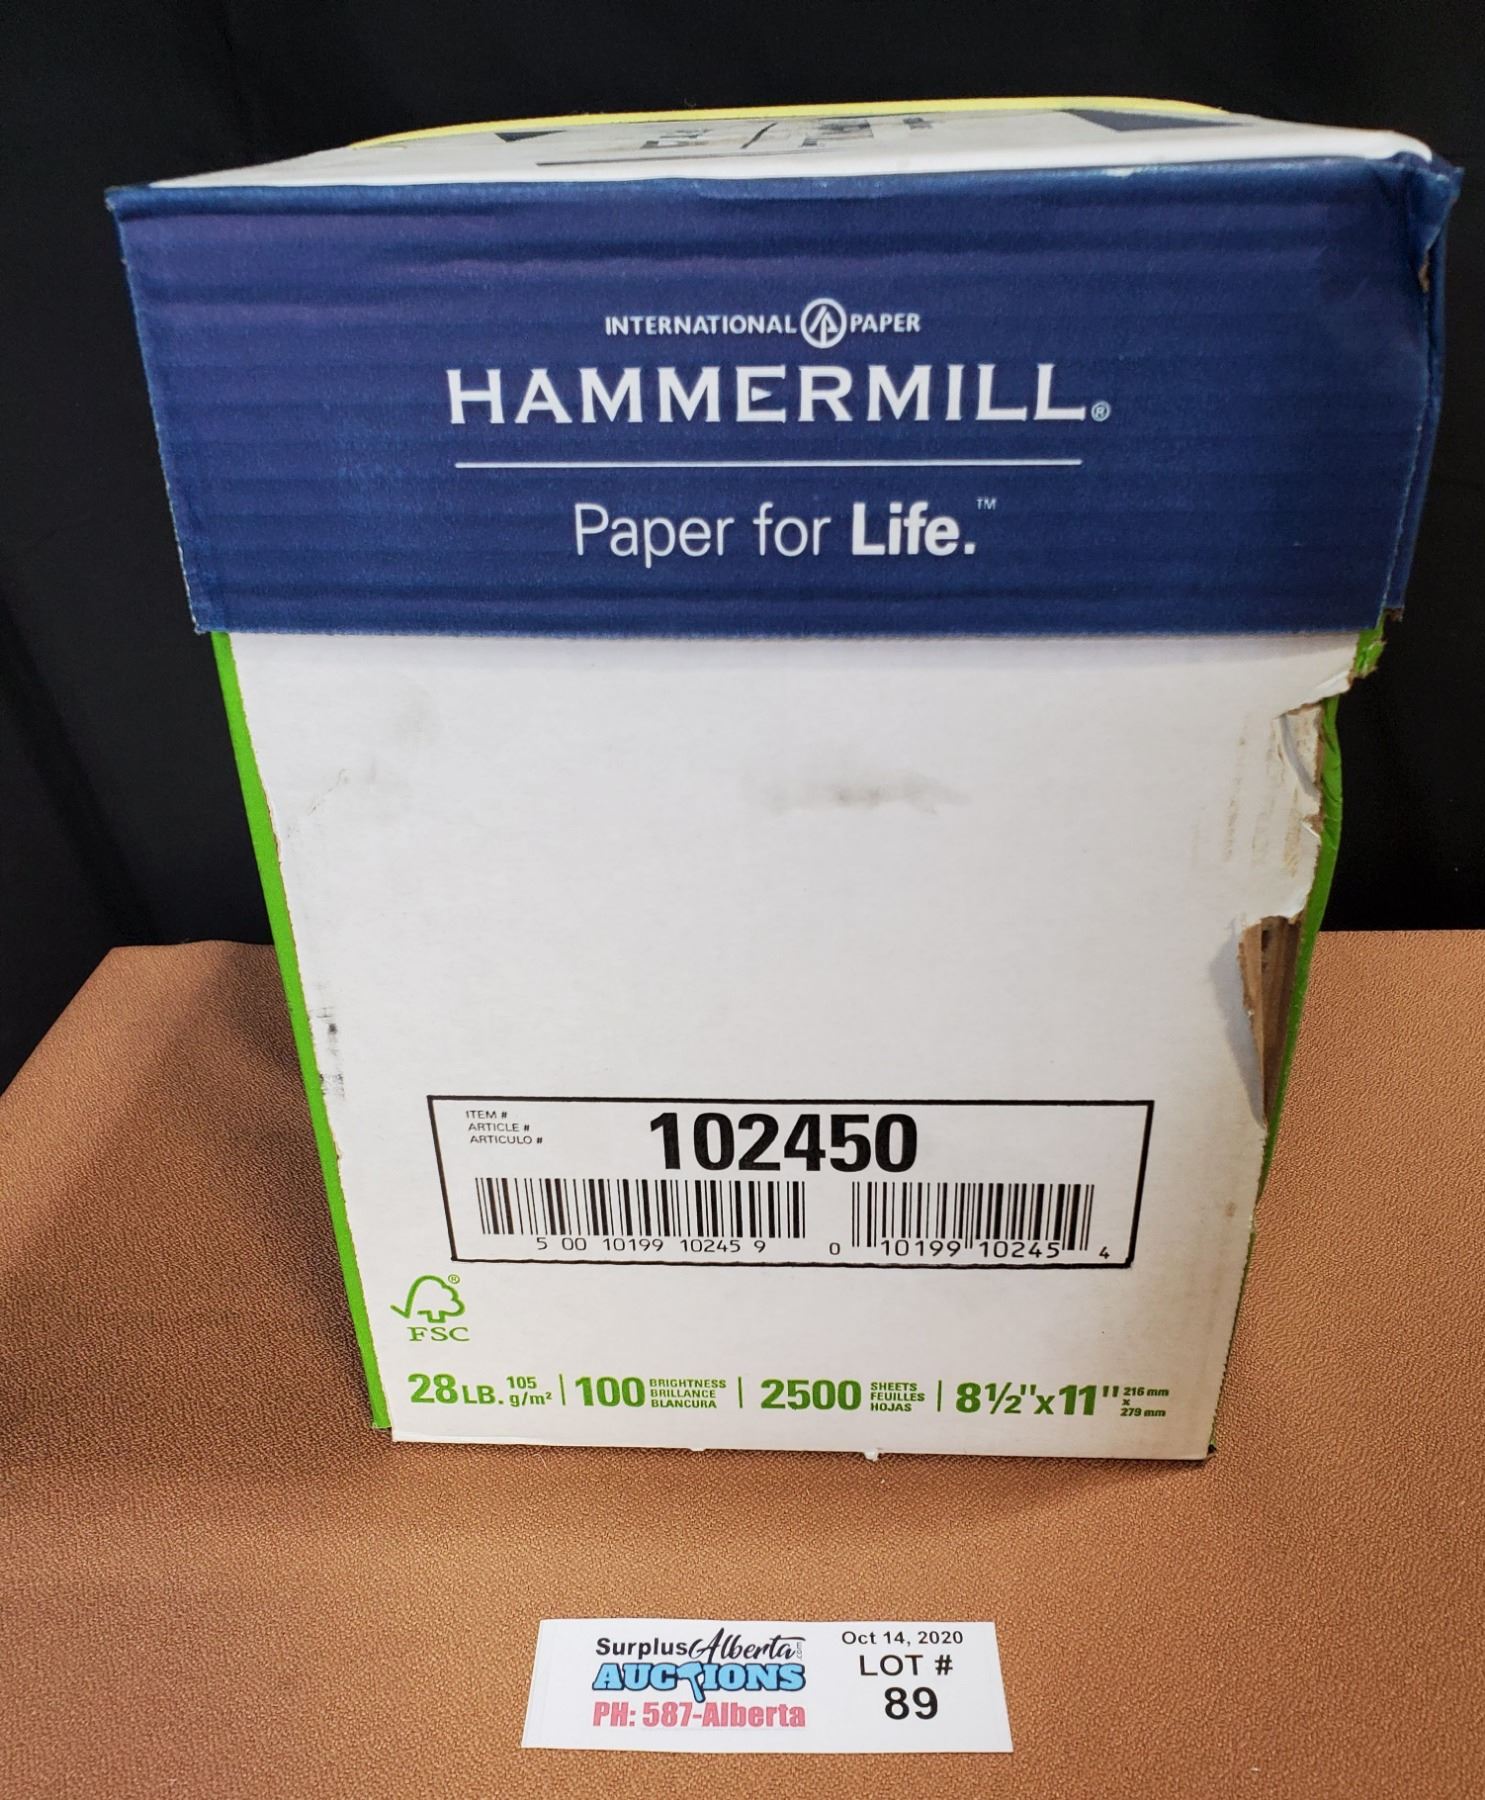 INTERNATIONAL PAPER
HAMMERMILL®
Paper for Life.™
ITEM #
ARTICLE #
ARTICULO #
102450
5 00 10199 10245 9
0 10199 10245 4
FSC®
28 LB. 105 g/m² | 100 BRIGHTNESS BRILLANCE BLANCURA | 2500 SHEETS FEUILLES HOJAS | 8½"x11" 216 mm x 279 mm
SurplusAlberta.com
AUCTIONS
PH: 587-Alberta
Oct 14, 2020
LOT #
89